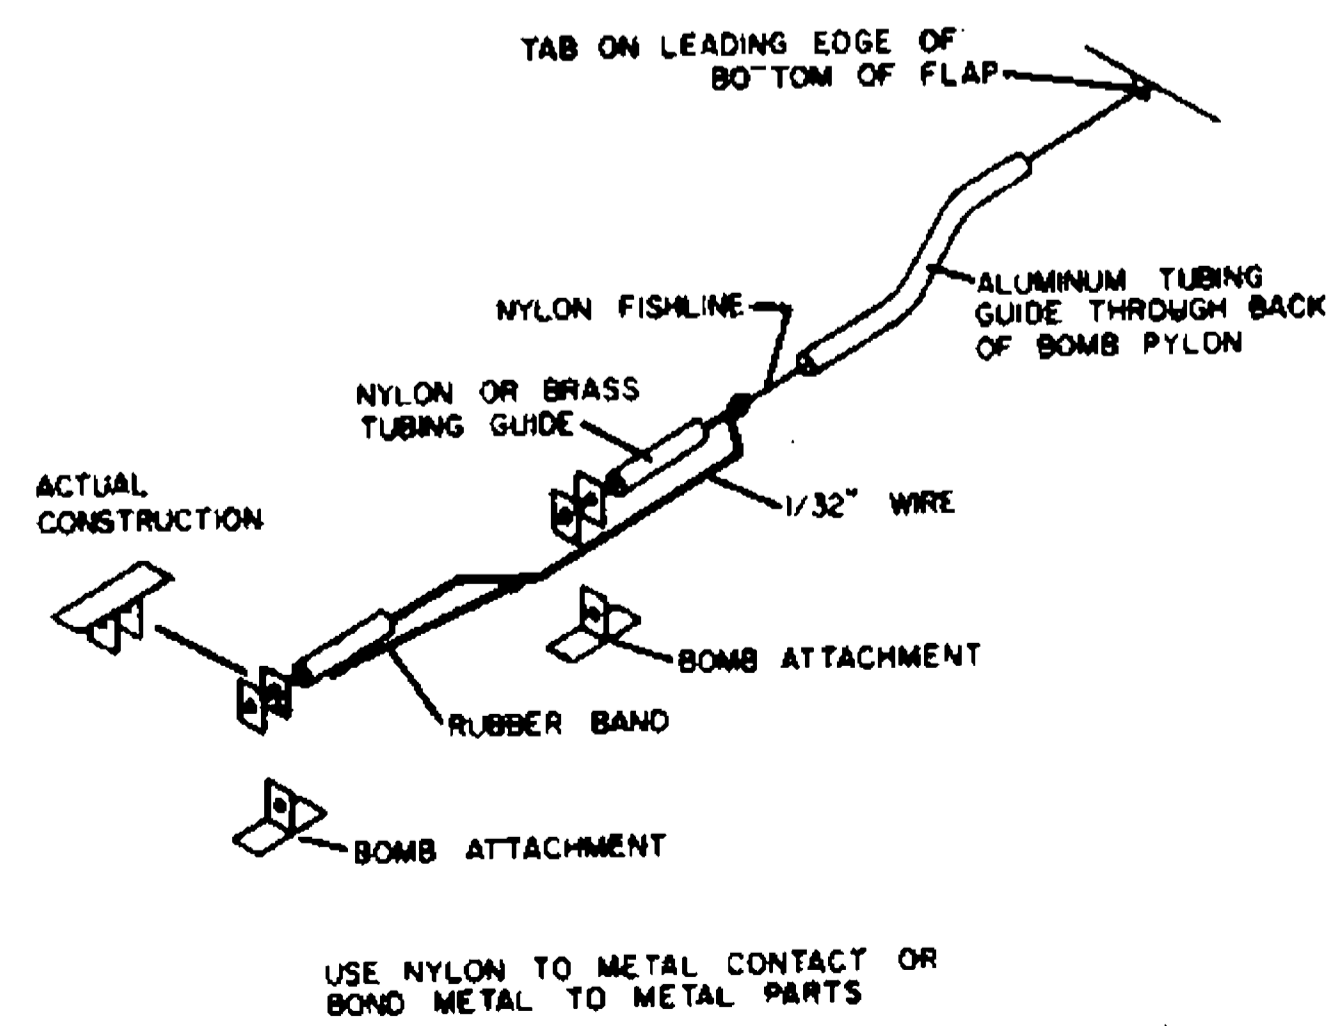 TAB ON LEADING EDGE OF
BOTTOM OF FLAP
ALUMINUM TUBING
GUIDE THROUGH BACK
OF BOMB PYLON
NYLON FISHLINE
NYLON OR BRASS
TUBING GUIDE
ACTUAL
CONSTRUCTION
1/32" WIRE
BOMB ATTACHMENT
RUBBER BAND
BOMB ATTACHMENT
USE NYLON TO METAL CONTACT OR
BOND METAL TO METAL PARTS